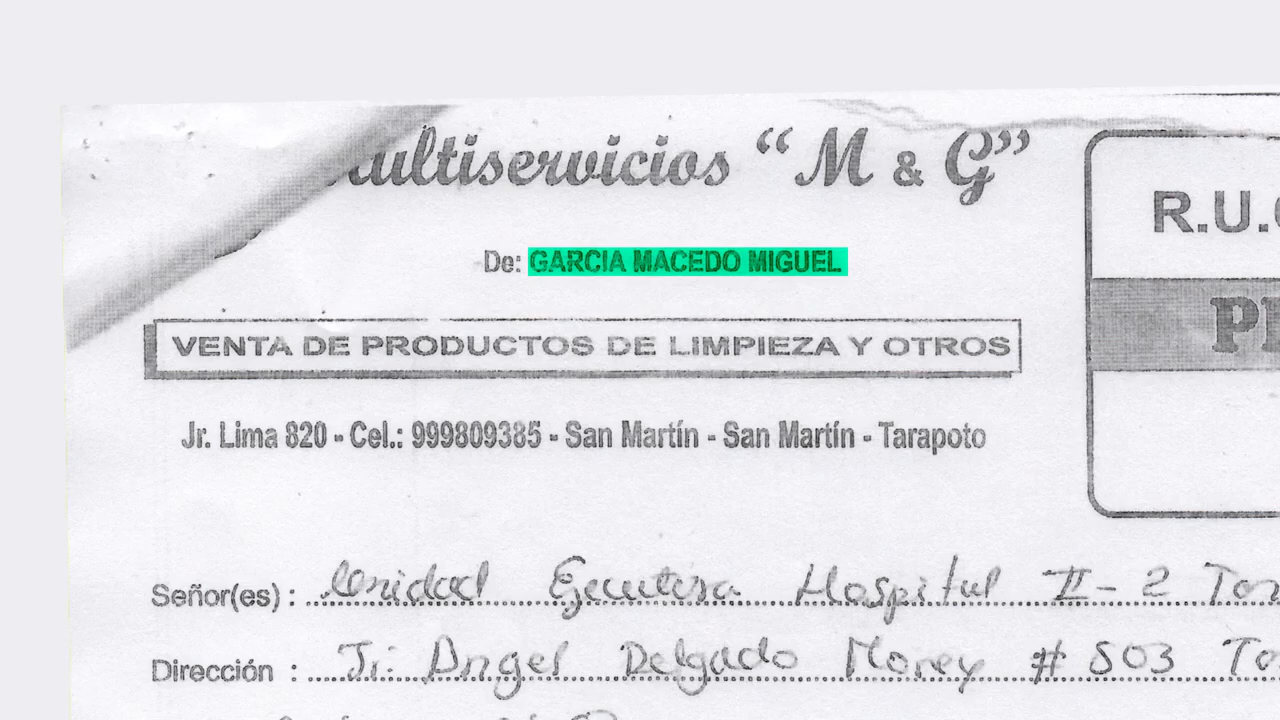 Multiservicios “M & G”
De: GARCIA MACEDO MIGUEL
R.U.
VENTA DE PRODUCTOS DE LIMPIEZA Y OTROS
Jr. Lima 820 - Cel.: 999809385 - San Martín - San Martín - Tarapoto
Señor(es) : Unidad Ejecutora Hospital II - 2
Dirección : Jr. Angel Delgado Morey # 503